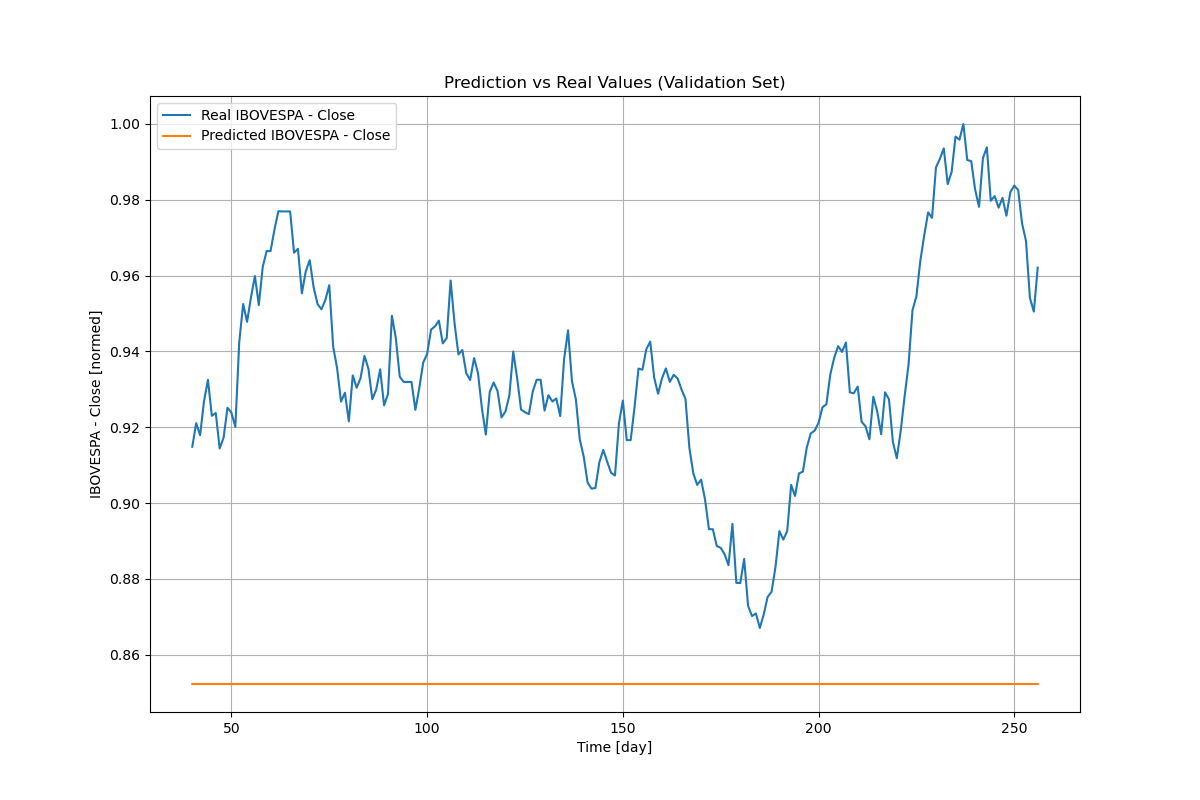 Prediction vs Real Values (Validation Set)
Real IBOVESPA - Close
Predicted IBOVESPA - Close
IBOVESPA - Close [normed]
1.00
0.98
0.96
0.94
0.92
0.90
0.88
0.86
50 100 150 200 250
Time [day]